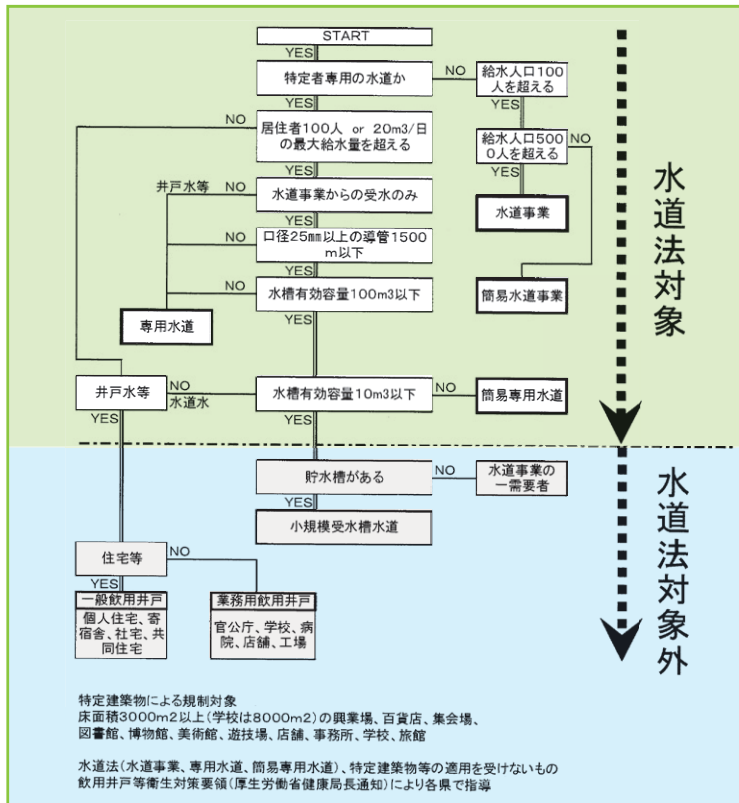 START
YES
特定者専用の水道か
NO
給水人口100
人を超える
YES
YES
NO
居住者100人 or 20m3/日
の最大給水量を超える
給水人口500
0人を超える
NO
YES
YES
井戸水等
NO
水道事業からの受水のみ
水道事業
YES
NO
口径25㎜以上の導管1500
m以下
YES
NO
水槽有効容量100m3以下
簡易水道事業
専用水道
YES
井戸水等
NO
水道水
水槽有効容量10m3以下
NO
簡易専用水道
YES
YES
水道法対象
貯水槽がある
NO
水道事業の
一需要者
YES
小規模受水槽水道
住宅等
NO
YES
一般飲用井戸
個人住宅、寄
宿舎、社宅、共
同住宅
業務用飲用井戸
官公庁、学校、病
院、店舗、工場
水道法対象外
特定建築物による規制対象
床面積3000m2以上(学校は8000m2)の興業場、百貨店、集会場、
図書館、博物館、美術館、遊技場、店舗、事務所、学校、旅館
水道法(水道事業、専用水道、簡易専用水道)、特定建築物等の適用を受けないもの
飲用井戸等衛生対策要領(厚生労働省健康局長通知)により各県で指導